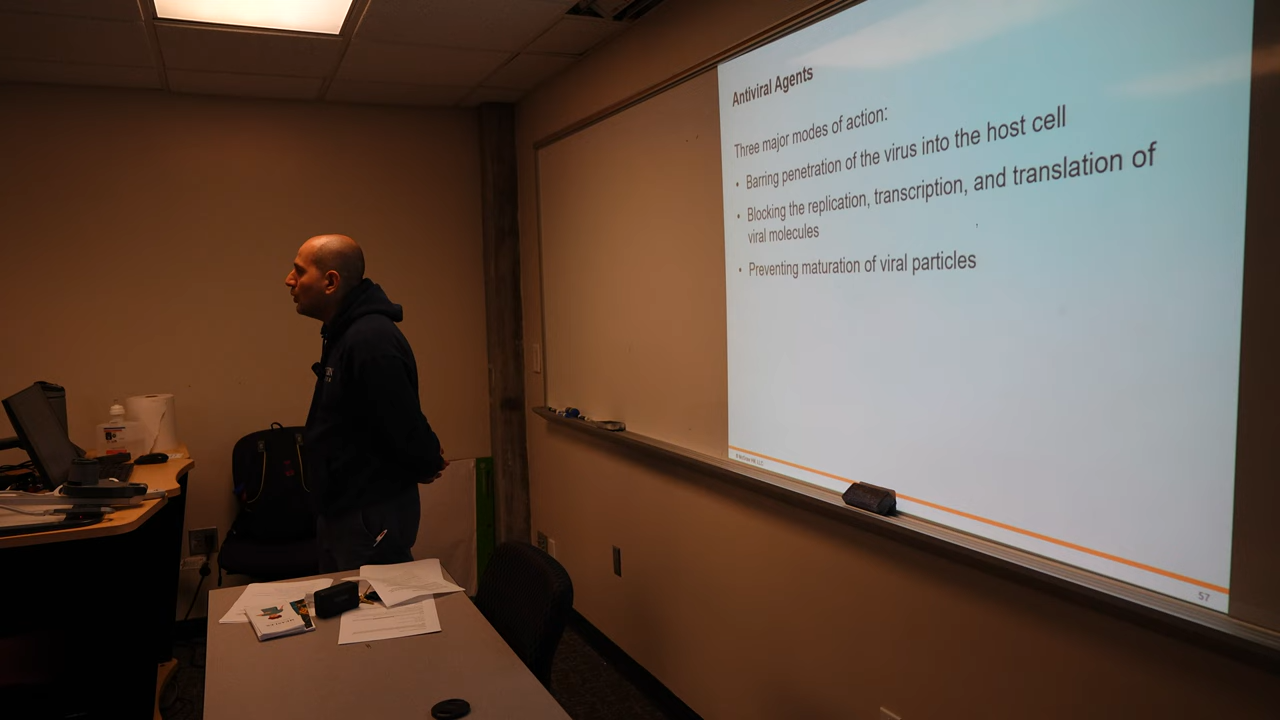 Antiviral Agents
Three major modes of action:
• Barring penetration of the virus into the host cell
• Blocking the replication, transcription, and translation of
viral molecules
• Preventing maturation of viral particles
57